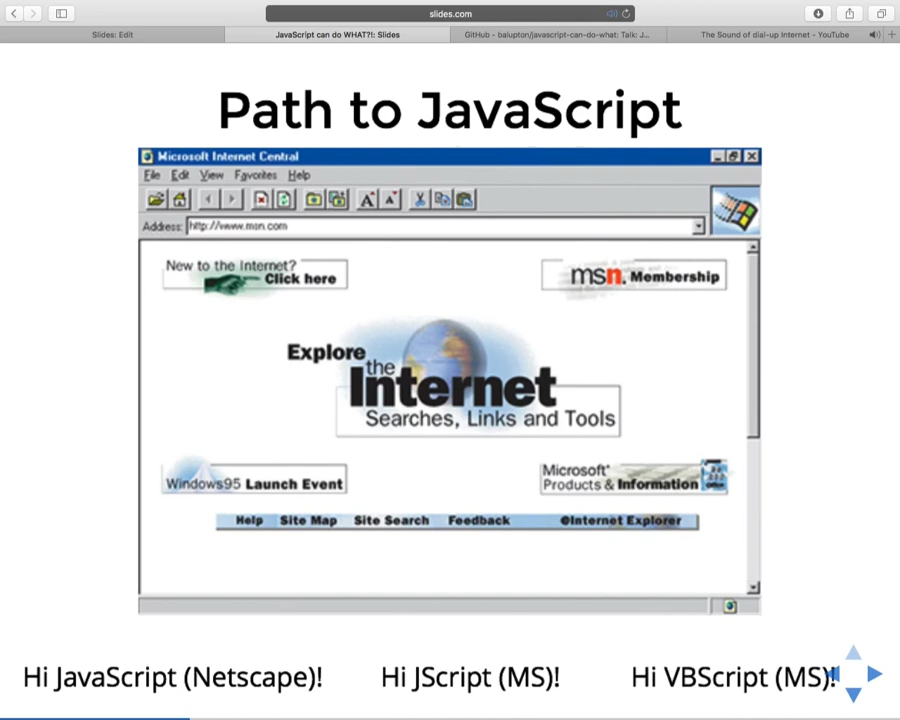 slides.com
Slides: Edit
JavaScript can do WHAT?!: Slides
GitHub - balupton/javascript-can-do-what: Talk: J...
The Sound of dial-up Internet - YouTube
Path to JavaScript
Microsoft Internet Central
File Edit View Favorites Help
Address: http://www.msn.com
New to the Internet?
Click here
msn. Membership
Explore
the
Internet
Searches, Links and Tools
Windows95 Launch Event
Microsoft
Products & Information
Help Site Map Site Search Feedback @Internet Explorer
Hi JavaScript (Netscape)! Hi JScript (MS)! Hi VBScript (MS)!